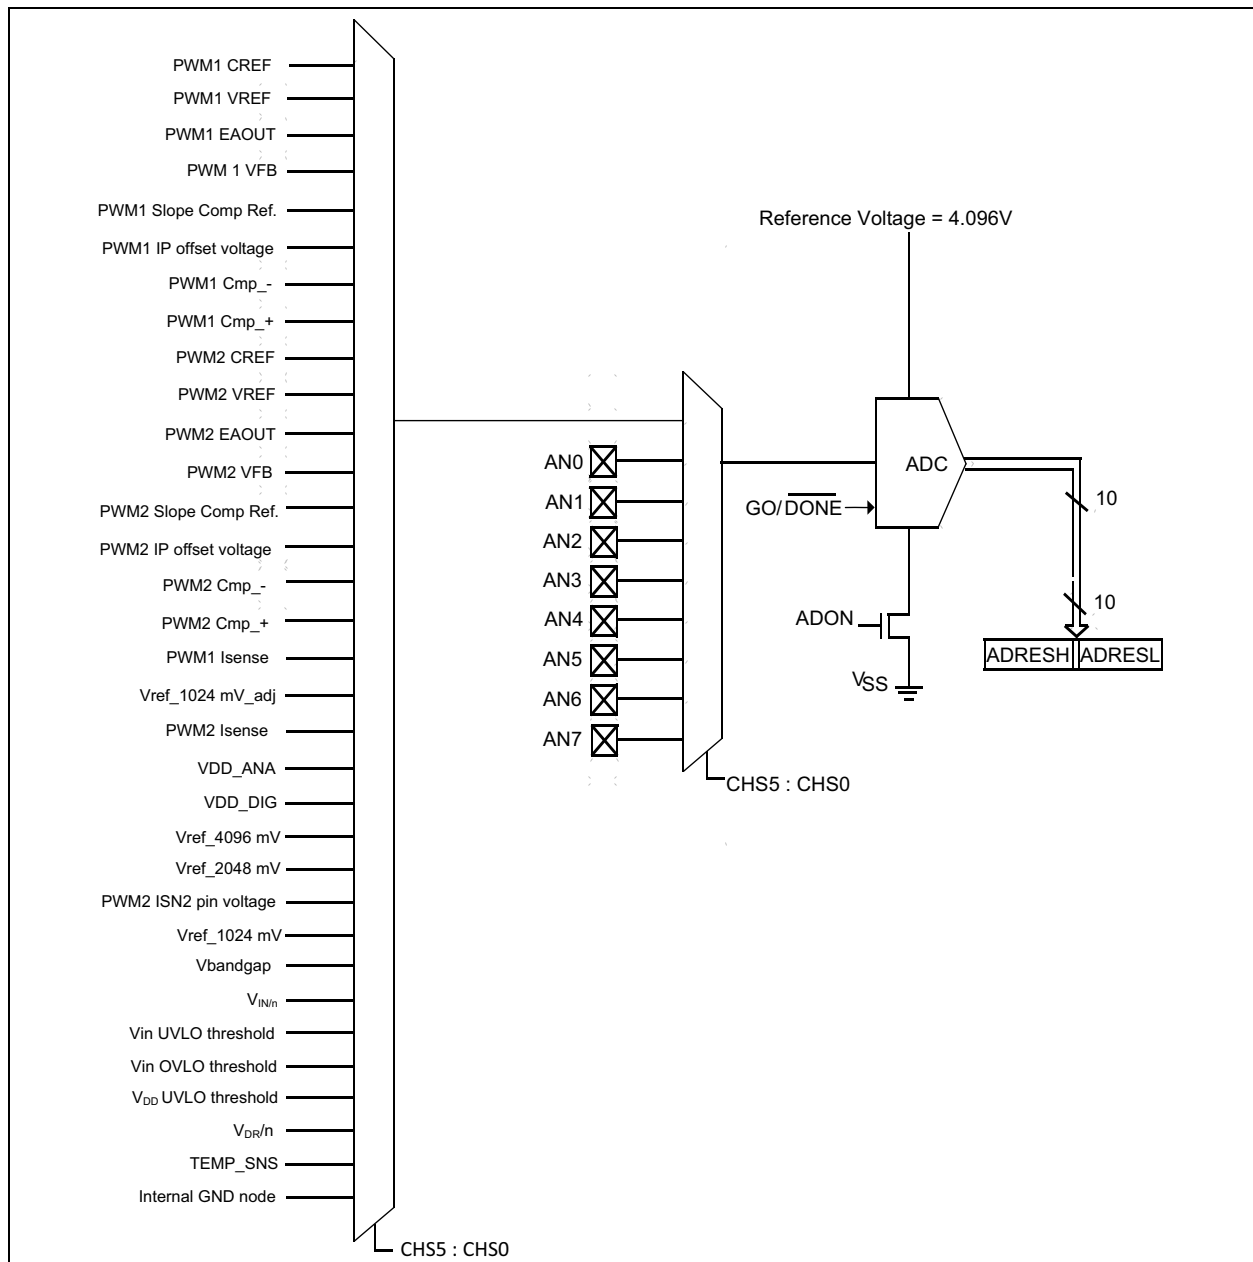 PWM1 CREF
PWM1 VREF
PWM1 EAOUT
PWM 1 VFB
PWM1 Slope Comp Ref.
PWM1 IP offset voltage
PWM1 Cmp_-
PWM1 Cmp_+
PWM2 CREF
PWM2 VREF
PWM2 EAOUT
PWM2 VFB
PWM2 Slope Comp Ref.
PWM2 IP offset voltage
PWM2 Cmp_-
PWM2 Cmp_+
PWM1 Isense
Vref_1024 mV_adj
PWM2 Isense
VDD_ANA
VDD_DIG
Vref_4096 mV
Vref_2048 mV
PWM2 ISN2 pin voltage
Vref_1024 mV
Vbandgap
VIN/n
Vin UVLO threshold
Vin OVLO threshold
VDD UVLO threshold
VDR/n
TEMP_SNS
Internal GND node
CHS5 : CHS0
AN0
AN1
AN2
AN3
AN4
AN5
AN6
AN7
CHS5 : CHS0
Reference Voltage = 4.096V
ADC
GO/DONE
ADON
VSS
10
10
ADRESH
ADRESL